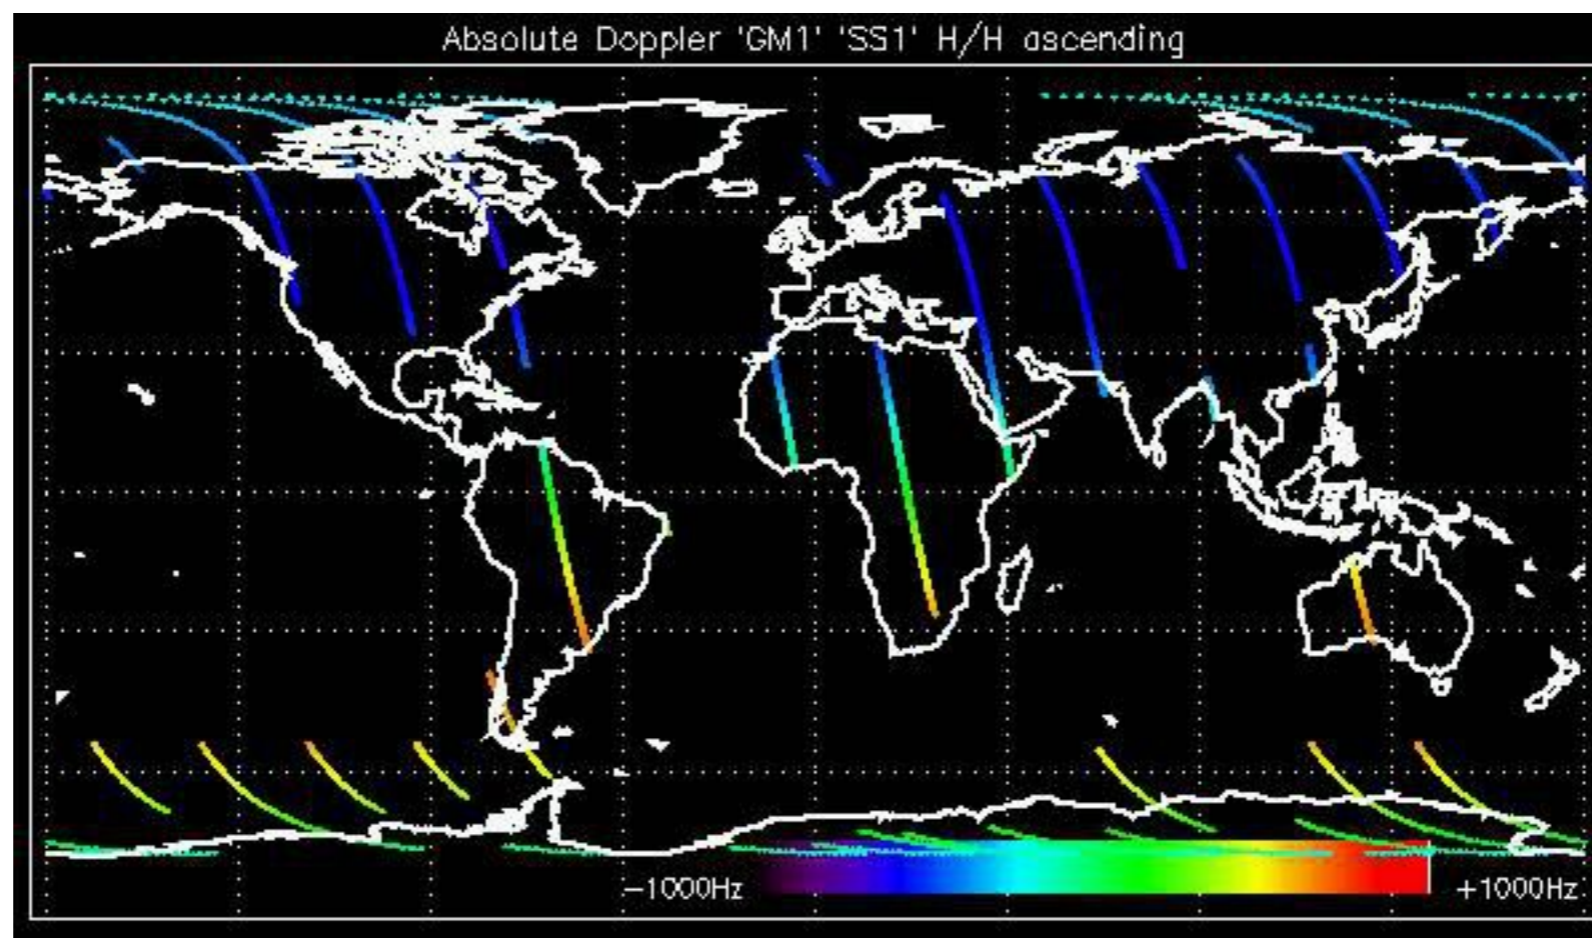 Absolute Doppler 'GM1' 'SS1' H/H ascending
-1000Hz +1000Hz